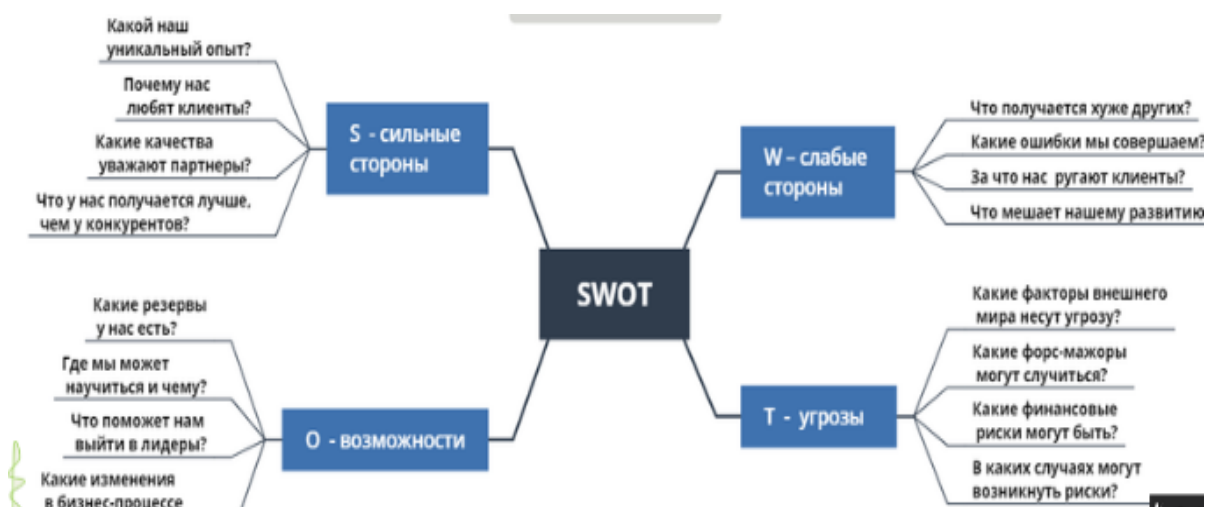 Какой наш
уникальный опыт?
Почему нас
любят клиенты?
Какие качества
уважают партнеры?
Что у нас получается лучше,
чем у конкурентов?
S - сильные
стороны
W – слабые
стороны
Что получается хуже других?
Какие ошибки мы совершаем?
За что нас ругают клиенты?
Что мешает нашему развитию
SWOT
Какие резервы
у нас есть?
Где мы может
научиться и чему?
Что поможет нам
выйти в лидеры?
Какие изменения
в бизнес-процессе
О - возможности
Т - угрозы
Какие факторы внешнего
мира несут угрозу?
Какие форс-мажоры
могут случиться?
Какие финансовые
риски могут быть?
В каких случаях могут
возникнуть риски?